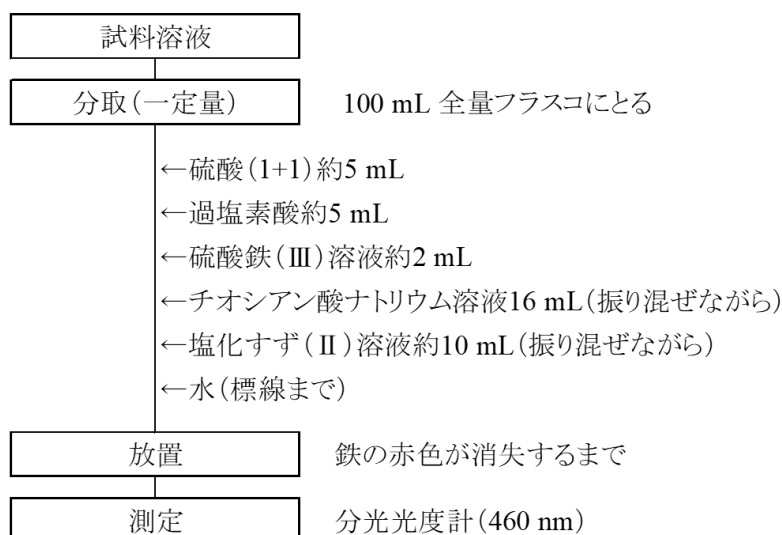 試料溶液
分取(一定量) 100 mL 全量フラスコにとる
←硫酸(1+1)約5 mL
←過塩素酸約5 mL
←硫酸鉄(Ⅲ)溶液約2 mL
←チオシアン酸ナトリウム溶液16 mL(振り混ぜながら)
←塩化すず(Ⅱ)溶液約10 mL(振り混ぜながら)
←水(標線まで)
放置 鉄の赤色が消失するまで
測定 分光光度計(460 nm)